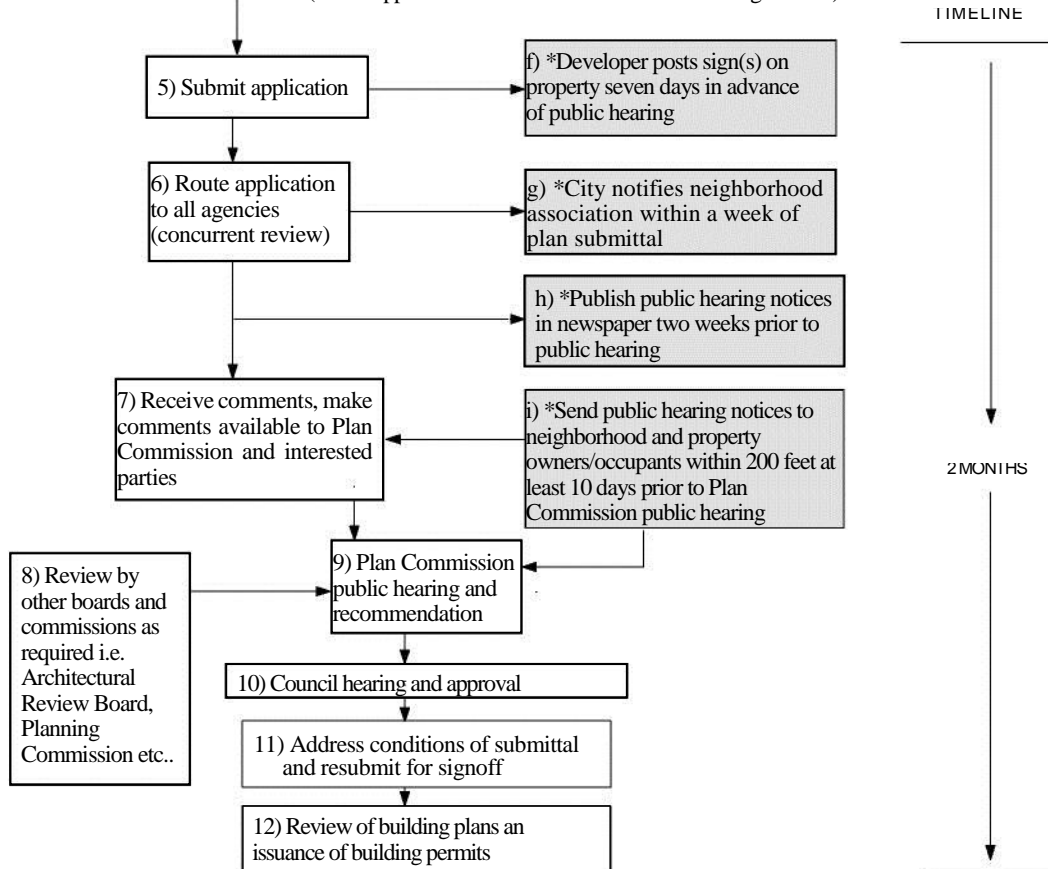 TIMELINE
5) Submit application
f) *Developer posts sign(s) on
property seven days in advance
of public hearing
6) Route application
to all agencies
(concurrent review)
g) *City notifies neighborhood
association within a week of
plan submittal
h) *Publish public hearing notices
in newspaper two weeks prior to
public hearing
7) Receive comments, make
comments available to Plan
Commission and interested
parties
i) *Send public hearing notices to
neighborhood and property
owners/occupants within 200 feet at
least 10 days prior to Plan
Commission public hearing
2 MONTHS
8) Review by
other boards and
commissions as
required i.e.
Architectural
Review Board,
Planning
Commission etc..
9) Plan Commission
public hearing and
recommendation
10) Council hearing and approval
11) Address conditions of submittal
and resubmit for signoff
12) Review of building plans an
issuance of building permits